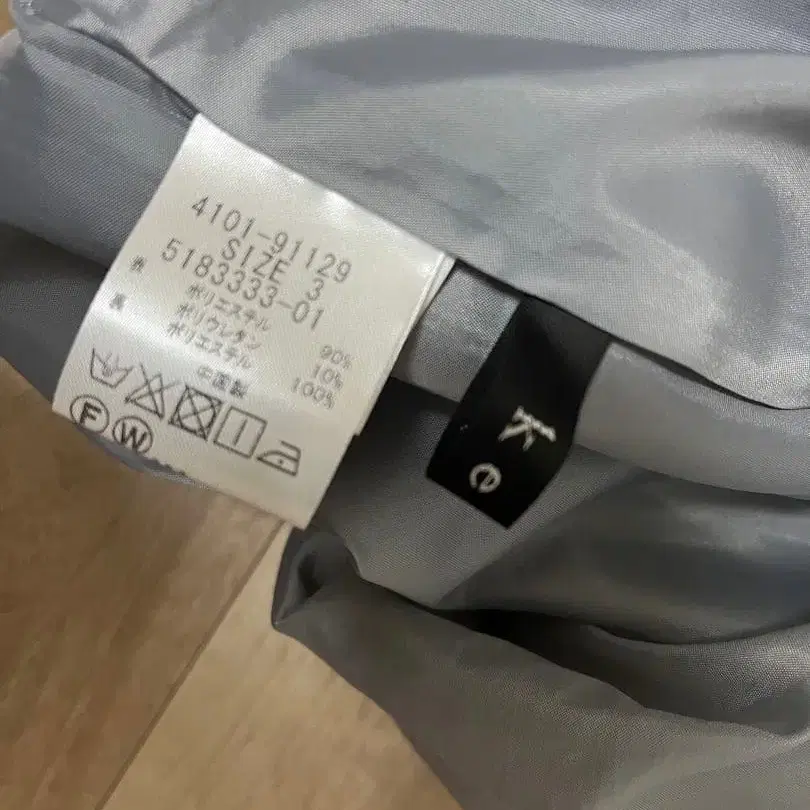 4101-91129
SIZE 3
5183333-01
表 ポリエステル 90%
ポリウレタン 10%
裏 ポリエステル 100%
中国製
F W
K
e